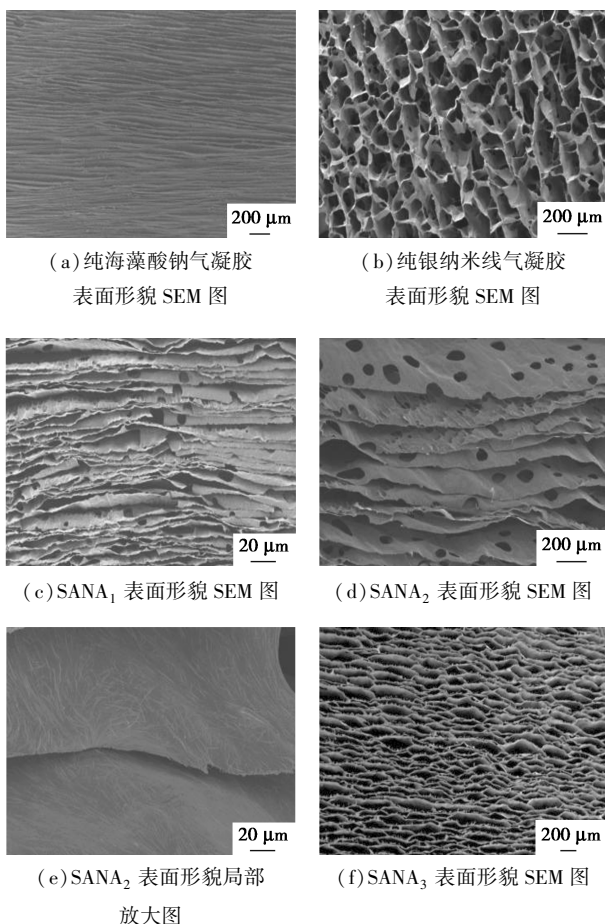 200 μm
200 μm
(a)纯海藻酸钠气凝胶
表面形貌 SEM 图
(b)纯银纳米线气凝胶
表面形貌 SEM 图
20 μm
200 μm
(c)SANA₁ 表面形貌 SEM 图
(d)SANA₂ 表面形貌 SEM 图
20 μm
200 μm
(e)SANA₂ 表面形貌局部
放大图
(f)SANA₃ 表面形貌 SEM 图